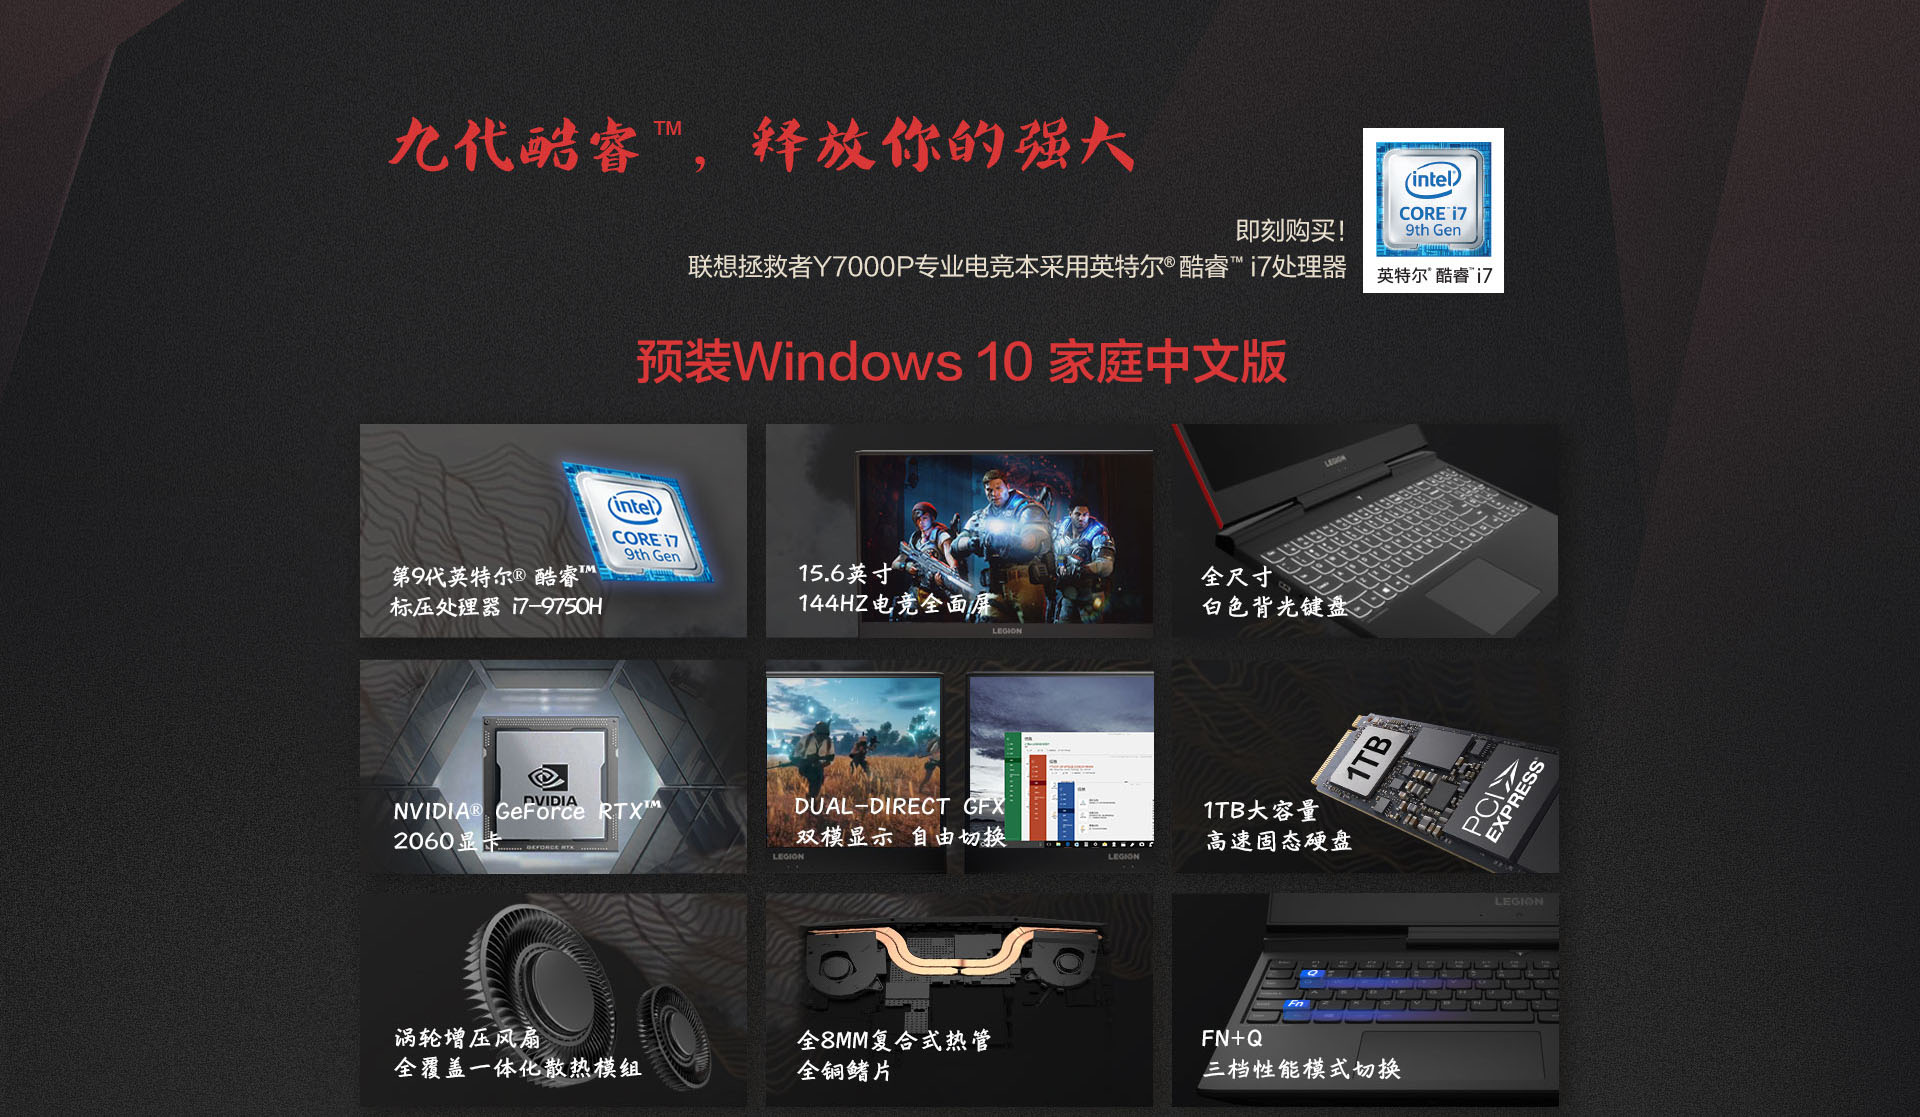 九代酷睿™，释放你的强大
即刻购买！
联想拯救者Y7000P专业电竞本采用英特尔®酷睿™ i7处理器
intel
CORE i7
9th Gen
英特尔® 酷睿™ i7
预装Windows 10 家庭中文版
intel
CORE i7
9th Gen
第9代英特尔® 酷睿™
标压处理器 i7-9750H
15.6英寸
144HZ电竞全面屏
LEGION
LEGION
全尺寸
白色背光键盘
NVIDIA
NVIDIA® GeForce RTX™
2060显卡
GEFORCE RTX
DUAL-DIRECT GFX
双模显示 自由切换
LEGION
LEGION
1TB
PCI
EXPRESS
1TB大容量
高速固态硬盘
涡轮增压风扇
全覆盖一体化散热模组
全8MM复合式热管
全铜鳍片
LEGION
Q
Fn
FN+Q
三档性能模式切换